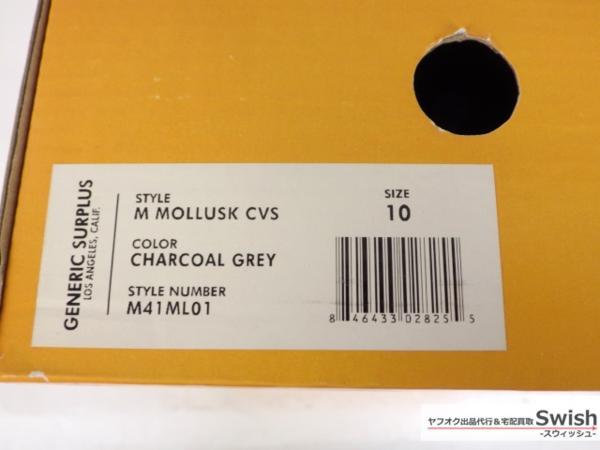 GENERIC SURPLUS
LOS ANGELES, CALIF.
STYLE
M MOLLUSK CVS
COLOR
CHARCOAL GREY
STYLE NUMBER
M41ML01
SIZE
10
8 46433 02825 5
ヤフオク出品代行&宅配買取 Swish
-スウィッシュ-